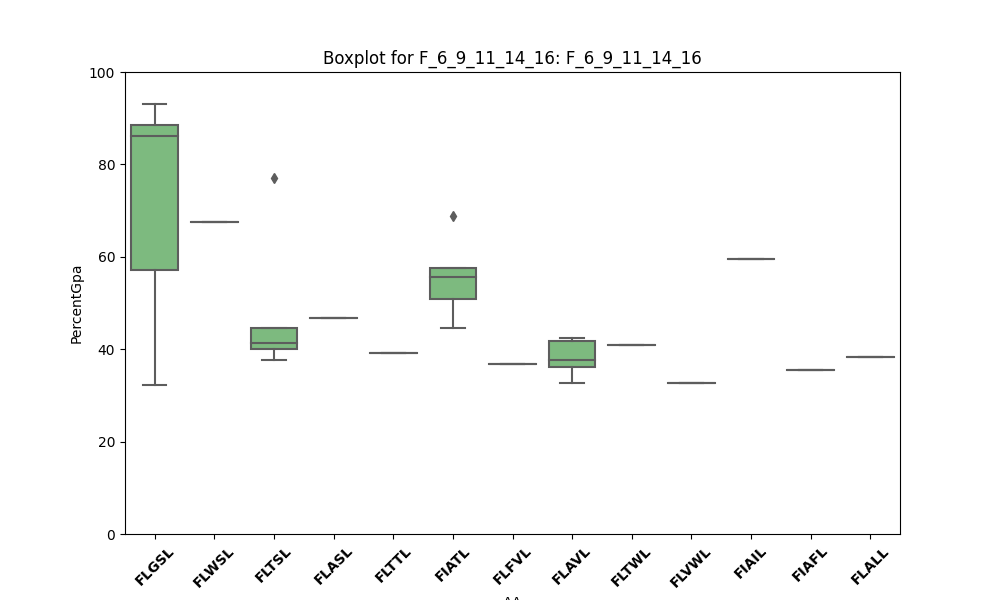 Boxplot for F_6_9_11_14_16: F_6_9_11_14_16
PercentGpa
100
80
60
40
20
0
FLGSL
FLWSL
FLTSL
FLASL
FLTTL
FIATL
FLFVL
FLAVL
FLTWL
FLVWL
FIAIL
FIAFL
FLALL
AA